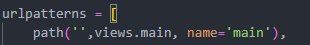 urlpatterns = [
path('',views.main, name='main'),